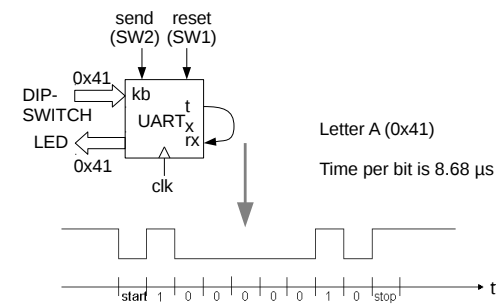 send reset
(SW2) (SW1)
0x41
kb
DIP-
SWITCH
t
x
UART
rx
LED
0x41
clk
Letter A (0x41)
Time per bit is 8.68 µs
start 1 0 0 0 0 0 1 0 stop
t